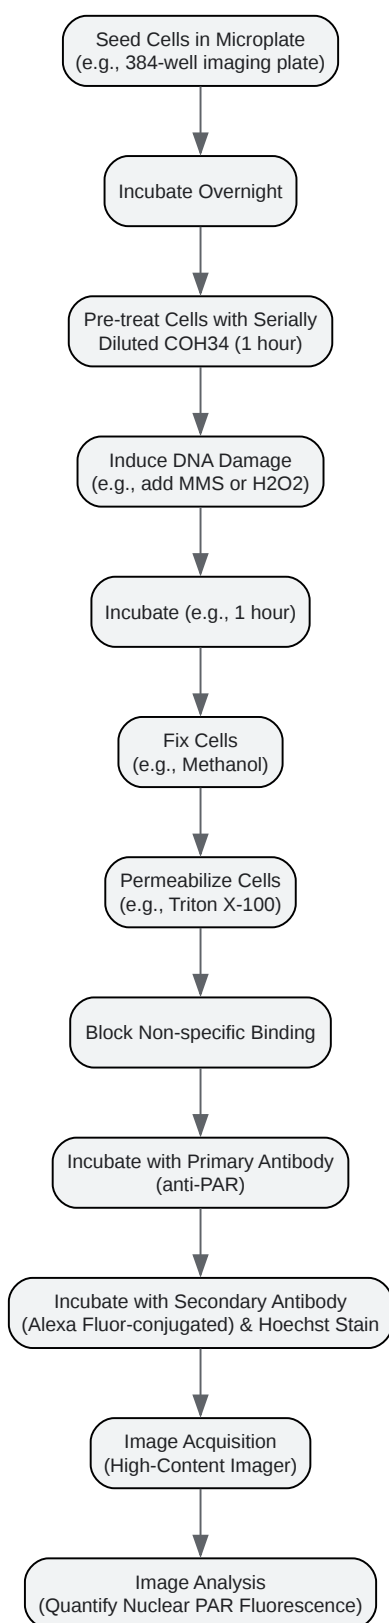 Seed Cells in Microplate
(e.g., 384-well imaging plate)
Incubate Overnight
Pre-treat Cells with Serially
Diluted COH34 (1 hour)
Induce DNA Damage
(e.g., add MMS or H2O2)
Incubate (e.g., 1 hour)
Fix Cells
(e.g., Methanol)
Permeabilize Cells
(e.g., Triton X-100)
Block Non-specific Binding
Incubate with Primary Antibody
(anti-PAR)
Incubate with Secondary Antibody
(Alexa Fluor-conjugated) & Hoechst Stain
Image Acquisition
(High-Content Imager)
Image Analysis
(Quantify Nuclear PAR Fluorescence)